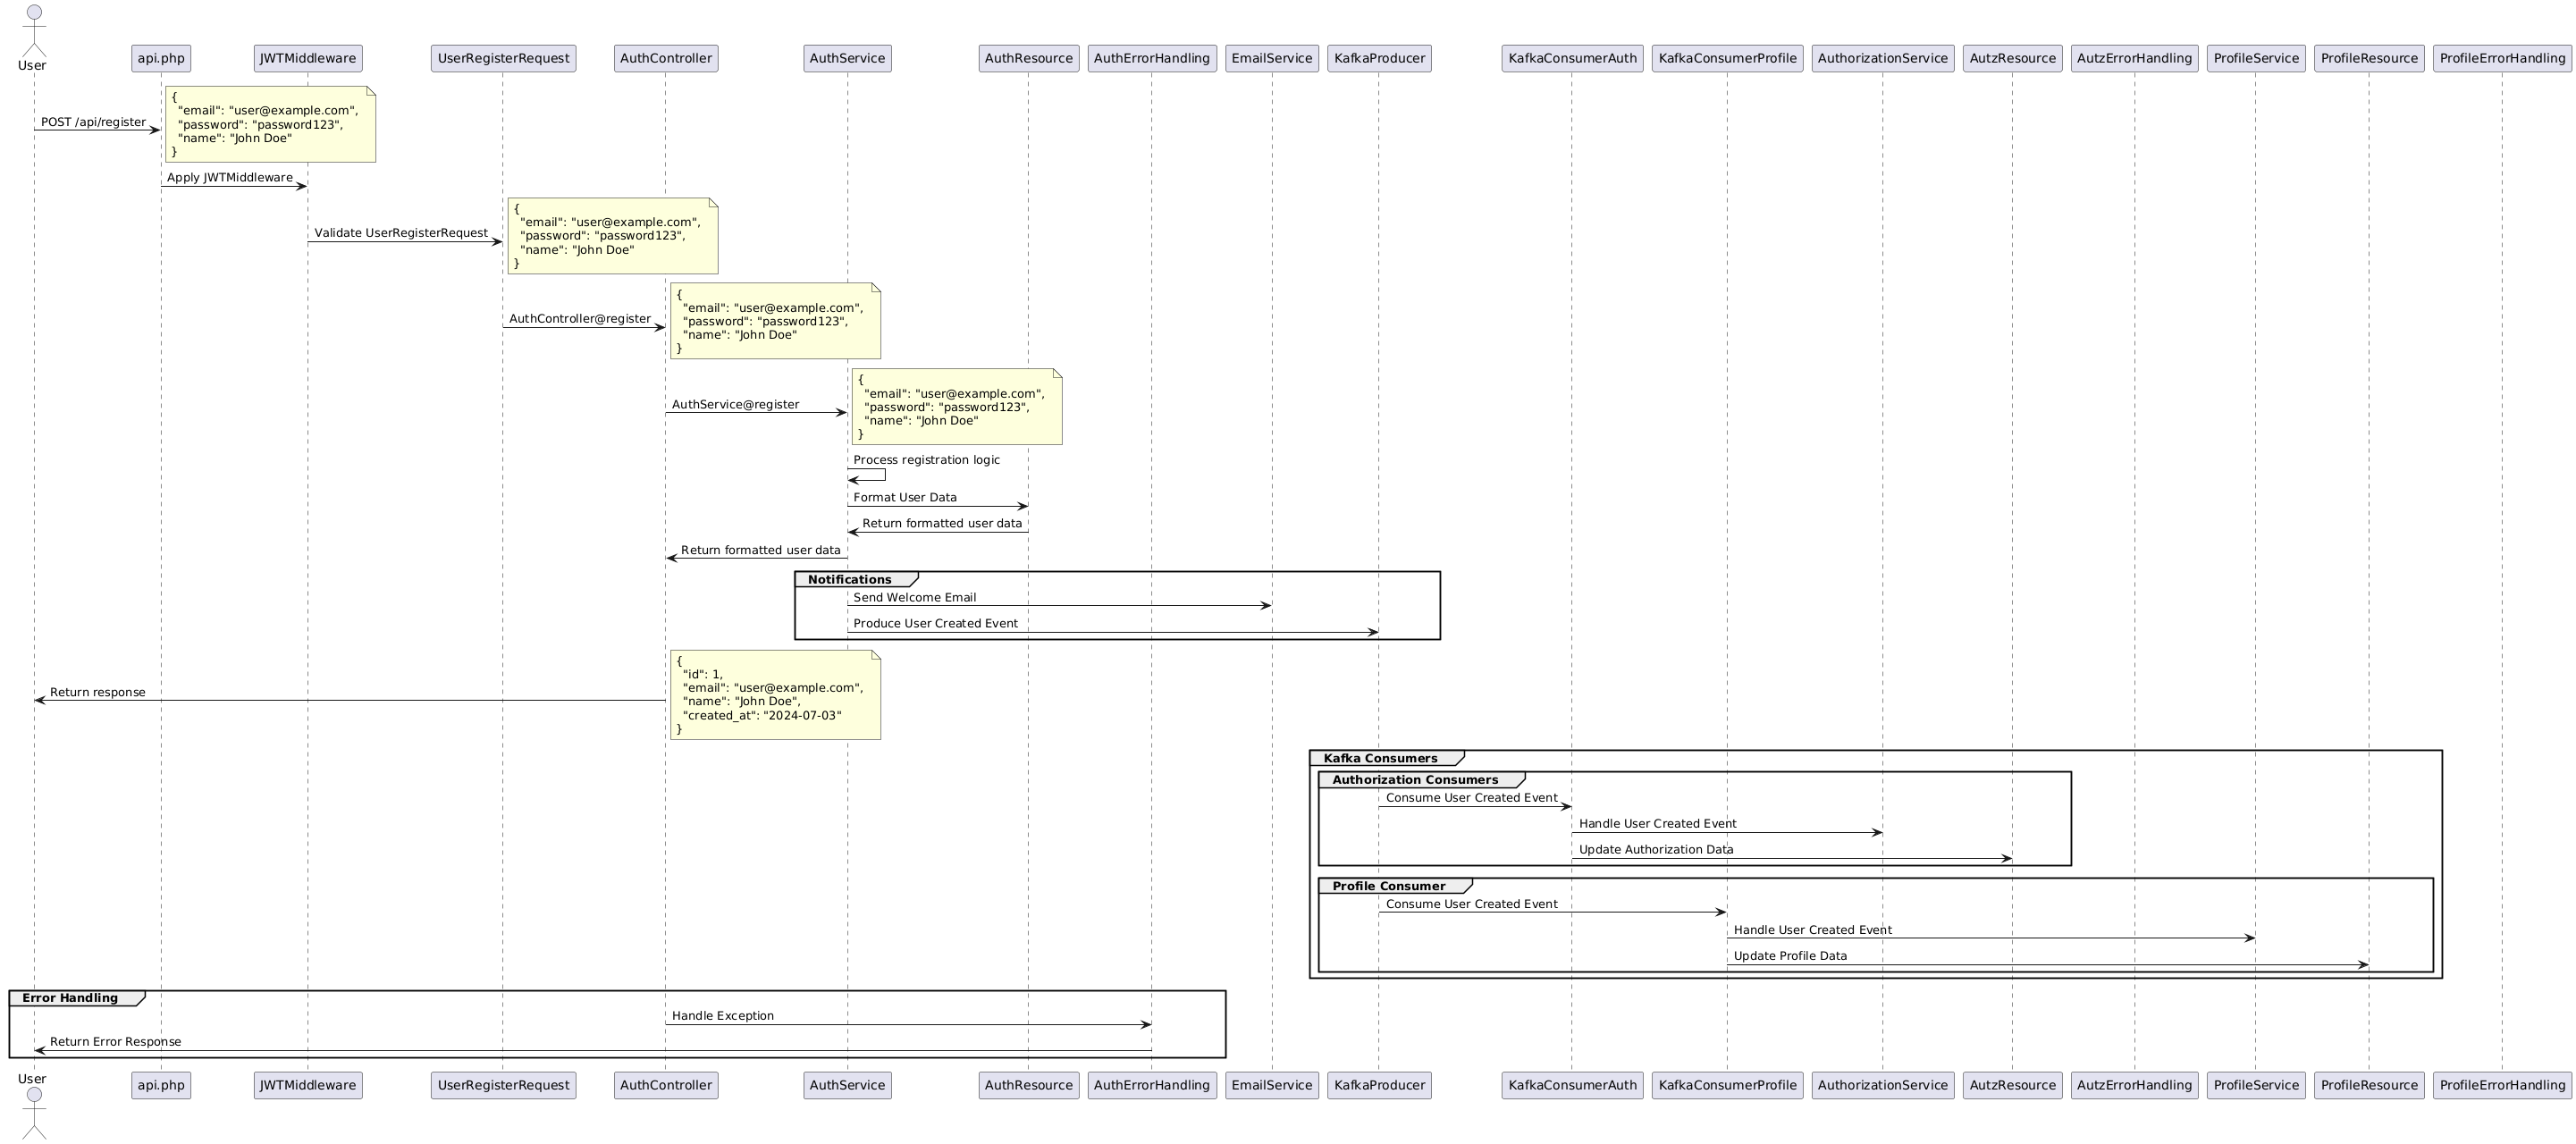 User
api.php
JWTMiddleware
UserRegisterRequest
AuthController
AuthService
AuthResource
AuthErrorHandling
EmailService
KafkaProducer
KafkaConsumerAuth
KafkaConsumerProfile
AuthorizationService
AutzResource
AutzErrorHandling
ProfileService
ProfileResource
ProfileErrorHandling
POST /api/register
{
"email": "user@example.com",
"password": "password123",
"name": "John Doe"
}
Apply JWTMiddleware
Validate UserRegisterRequest
{
"email": "user@example.com",
"password": "password123",
"name": "John Doe"
}
AuthController@register
{
"email": "user@example.com",
"password": "password123",
"name": "John Doe"
}
AuthService@register
{
"email": "user@example.com",
"password": "password123",
"name": "John Doe"
}
Process registration logic
Format User Data
Return formatted user data
Return formatted user data
Notifications
Send Welcome Email
Produce User Created Event
Return response
{
"id": 1,
"email": "user@example.com",
"name": "John Doe",
"created_at": "2024-07-03"
}
Kafka Consumers
Authorization Consumers
Consume User Created Event
Handle User Created Event
Update Authorization Data
Profile Consumer
Consume User Created Event
Handle User Created Event
Update Profile Data
Error Handling
Handle Exception
Return Error Response
User
api.php
JWTMiddleware
UserRegisterRequest
AuthController
AuthService
AuthResource
AuthErrorHandling
EmailService
KafkaProducer
KafkaConsumerAuth
KafkaConsumerProfile
AuthorizationService
AutzResource
AutzErrorHandling
ProfileService
ProfileResource
ProfileErrorHandling